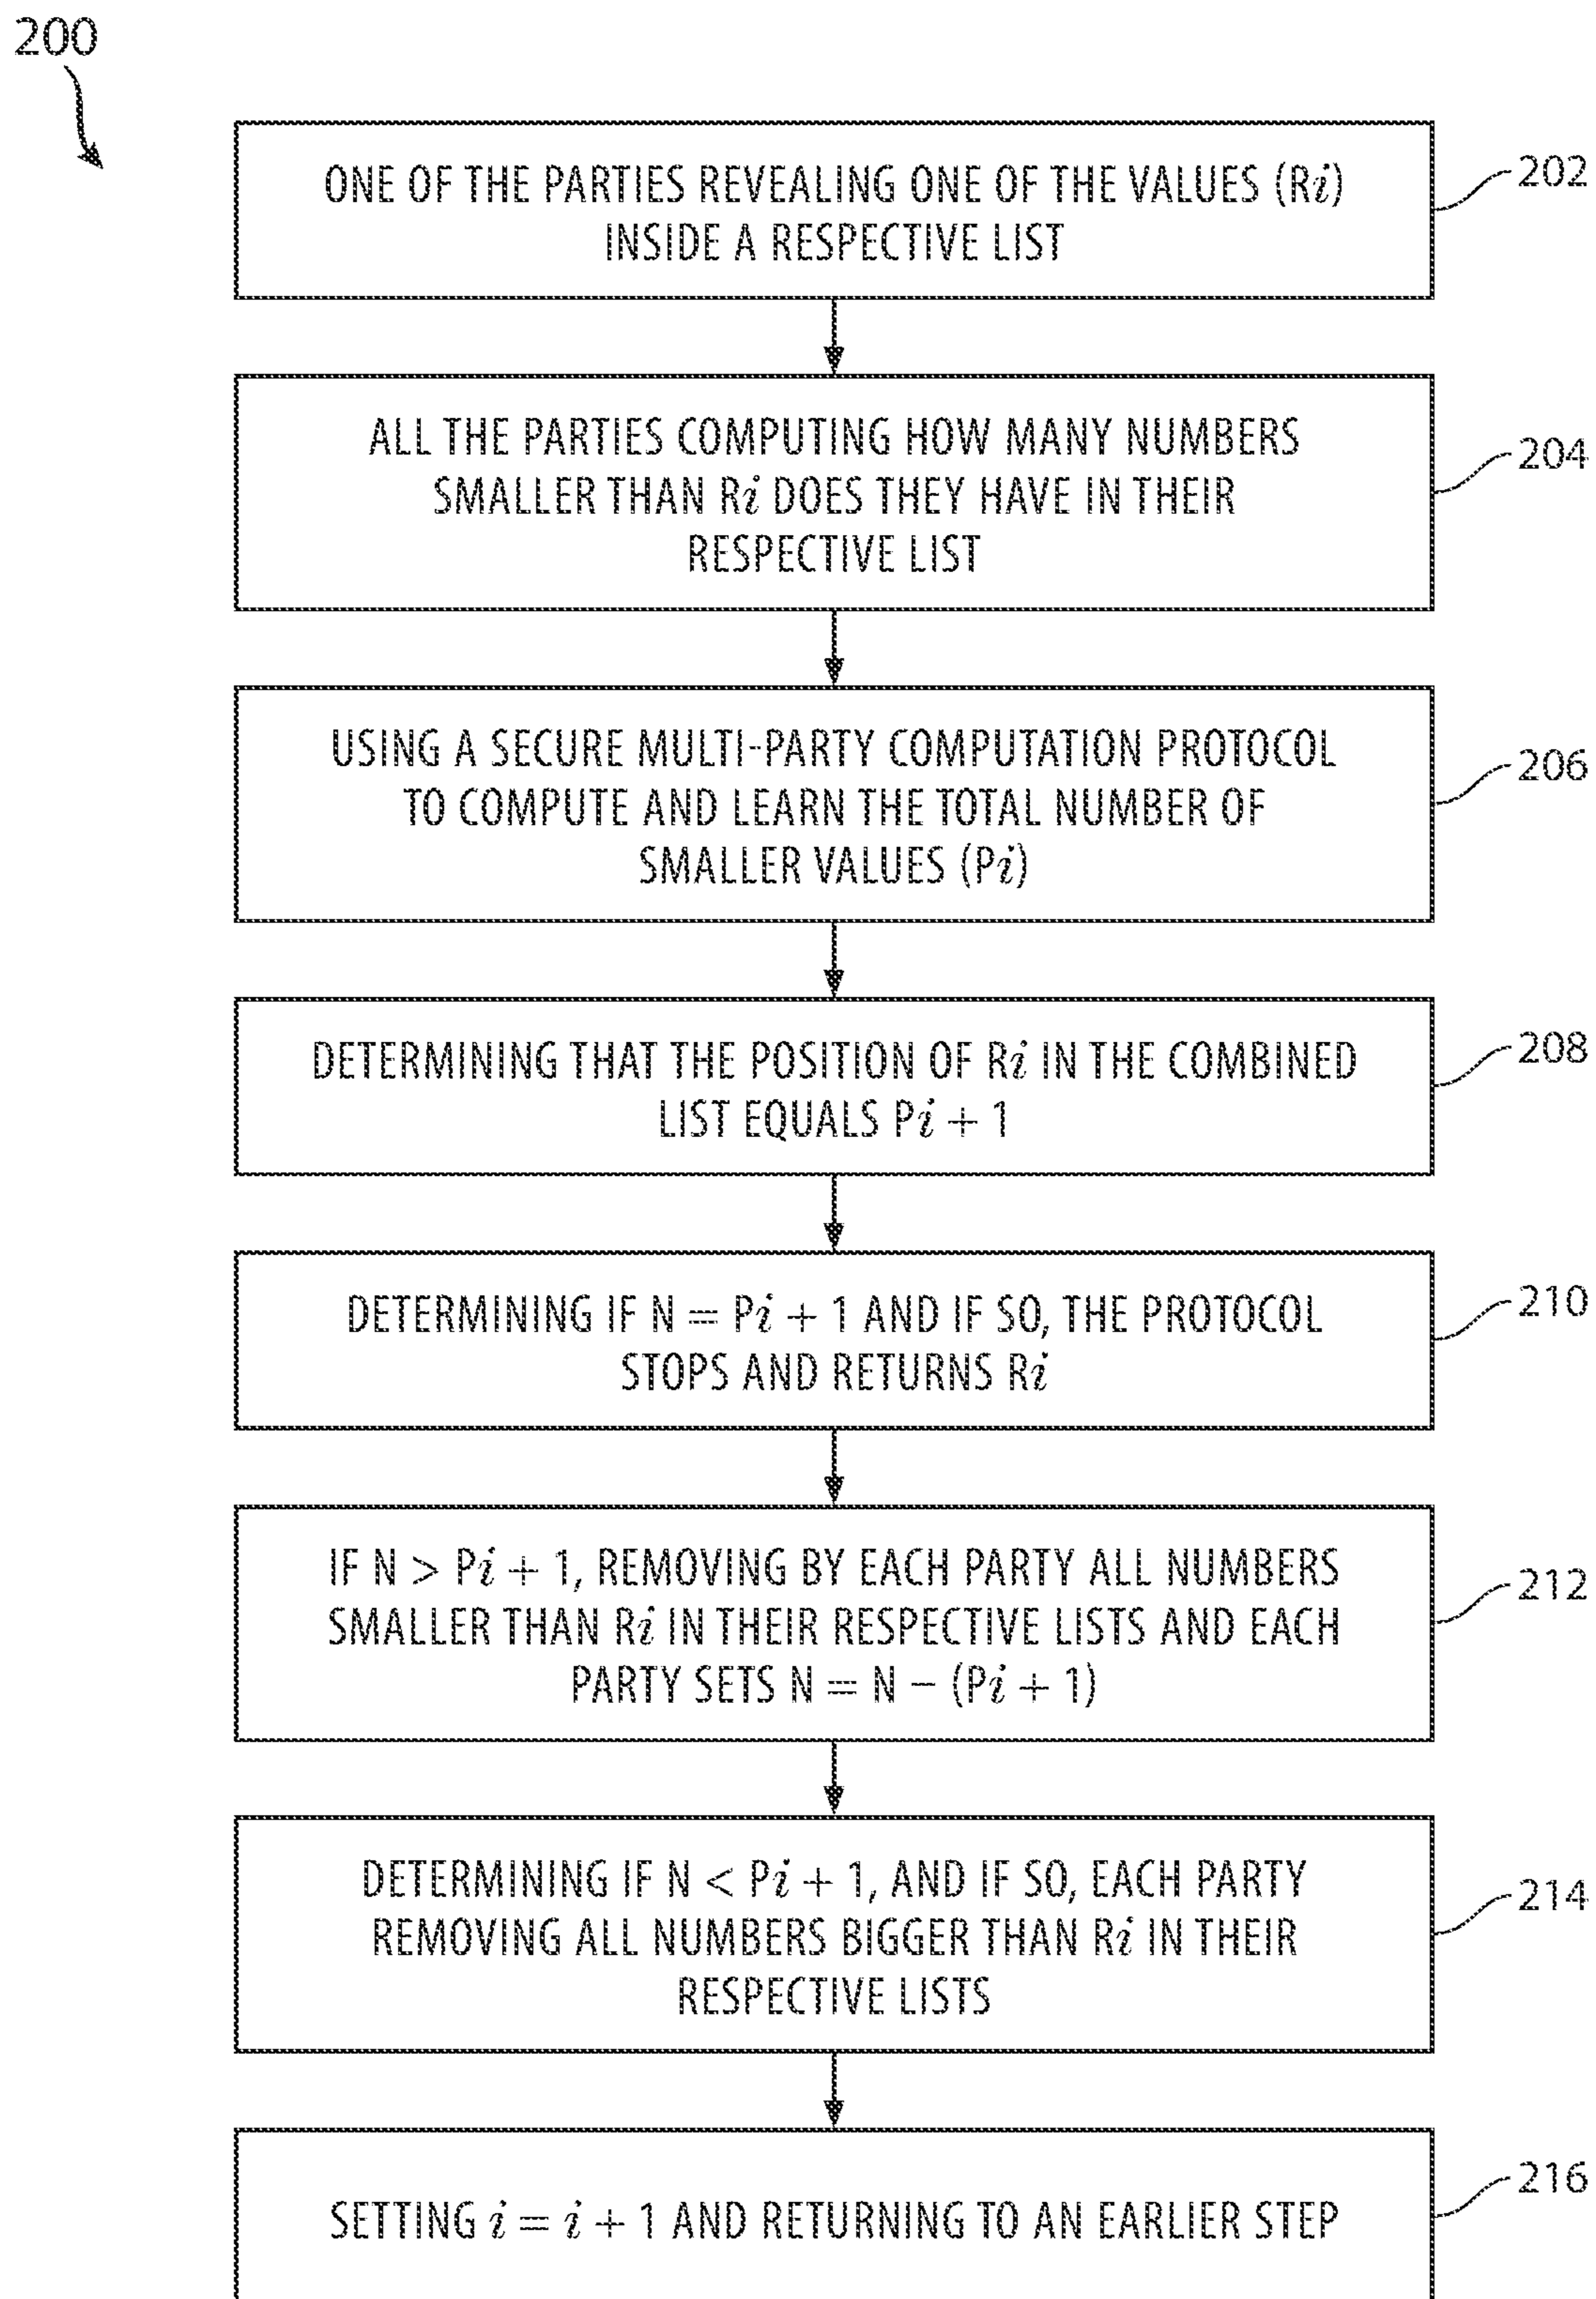 200
ONE OF THE PARTIES REVEALING ONE OF THE VALUES (Ri)
INSIDE A RESPECTIVE LIST
202
ALL THE PARTIES COMPUTING HOW MANY NUMBERS
SMALLER THAN Ri DOES THEY HAVE IN THEIR
RESPECTIVE LIST
204
USING A SECURE MULTI-PARTY COMPUTATION PROTOCOL
TO COMPUTE AND LEARN THE TOTAL NUMBER OF
SMALLER VALUES (Pi)
206
DETERMINING THAT THE POSITION OF Ri IN THE COMBINED
LIST EQUALS Pi + 1
208
DETERMINING IF N = Pi + 1 AND IF SO, THE PROTOCOL
STOPS AND RETURNS Ri
210
IF N > Pi + 1, REMOVING BY EACH PARTY ALL NUMBERS
SMALLER THAN Ri IN THEIR RESPECTIVE LISTS AND EACH
PARTY SETS N = N − (Pi + 1)
212
DETERMINING IF N < Pi + 1, AND IF SO, EACH PARTY
REMOVING ALL NUMBERS BIGGER THAN Ri IN THEIR
RESPECTIVE LISTS
214
SETTING i = i + 1 AND RETURNING TO AN EARLIER STEP
216